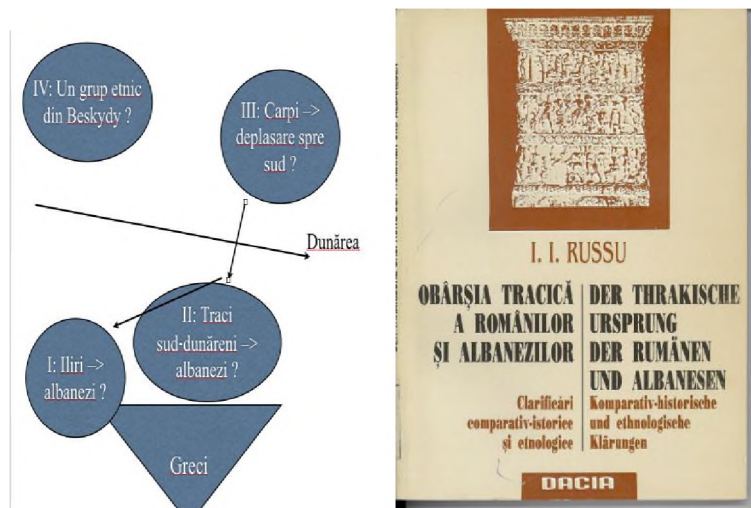 IV: Un grup etnic
din Beskydy ?
III: Carpi –>
deplasare spre
sud ?
Dunărea
II: Traci
sud-dunăreni –>
albanezi ?
I: Iliri –>
albanezi ?
Greci
I. I. RUSSU
OBÂRȘIA TRACICĂ
A ROMÂNILOR
ȘI ALBANEZILOR
Clarificări
comparativ-istorice
și etnologice
DER THRAKISCHE
URSPRUNG
DER RUMÄNEN
UND ALBANESEN
Komparativ-historische
und ethnologische
Klärungen
DACIA